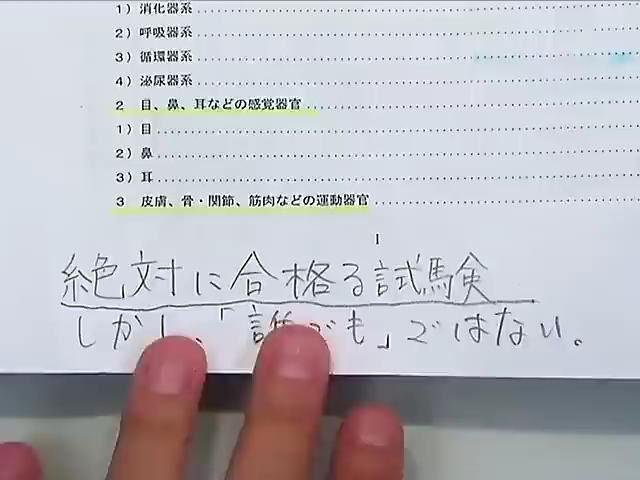 1）消化器系
2）呼吸器系
3）循環器系
4）泌尿器系
2 目、鼻、耳などの感覚器官
1）目
2）鼻
3）耳
3 皮膚、骨・関節、筋肉などの運動器官
1
絶対に合格る試験
しかし、「誰でも」ではない。